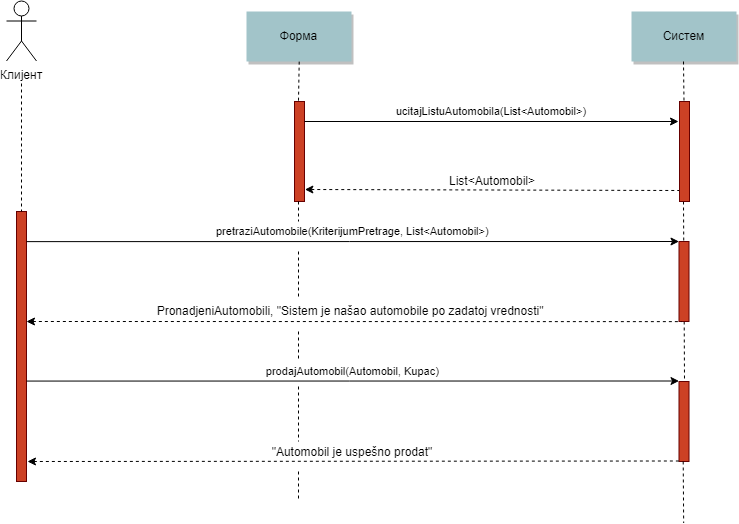 Клијент
Форма
Систем
ucitajListuAutomobila(List<Automobil>)
List<Automobil>
pretraziAutomobile(KriterijumPretrage, List<Automobil>)
PronadjeniAutomobili, "Sistem je našao automobile po zadatoj vrednosti"
prodajAutomobil(Automobil, Kupac)
"Automobil je uspešno prodat"